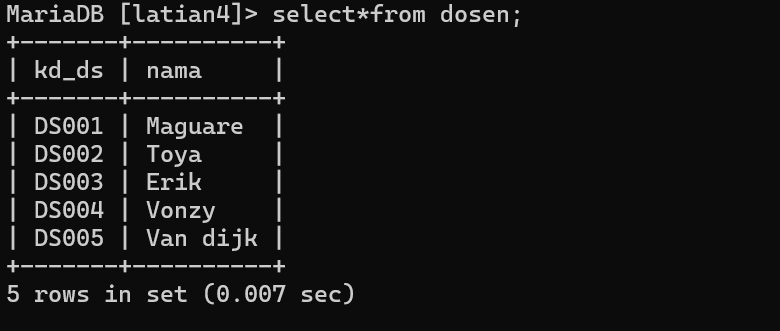 MariaDB [latian4]> select*from dosen;
+-------+----------+
| kd_ds | nama     |
+-------+----------+
| DS001 | Maguare  |
| DS002 | Toya     |
| DS003 | Erik     |
| DS004 | Vonzy    |
| DS005 | Van dijk |
+-------+----------+
5 rows in set (0.007 sec)